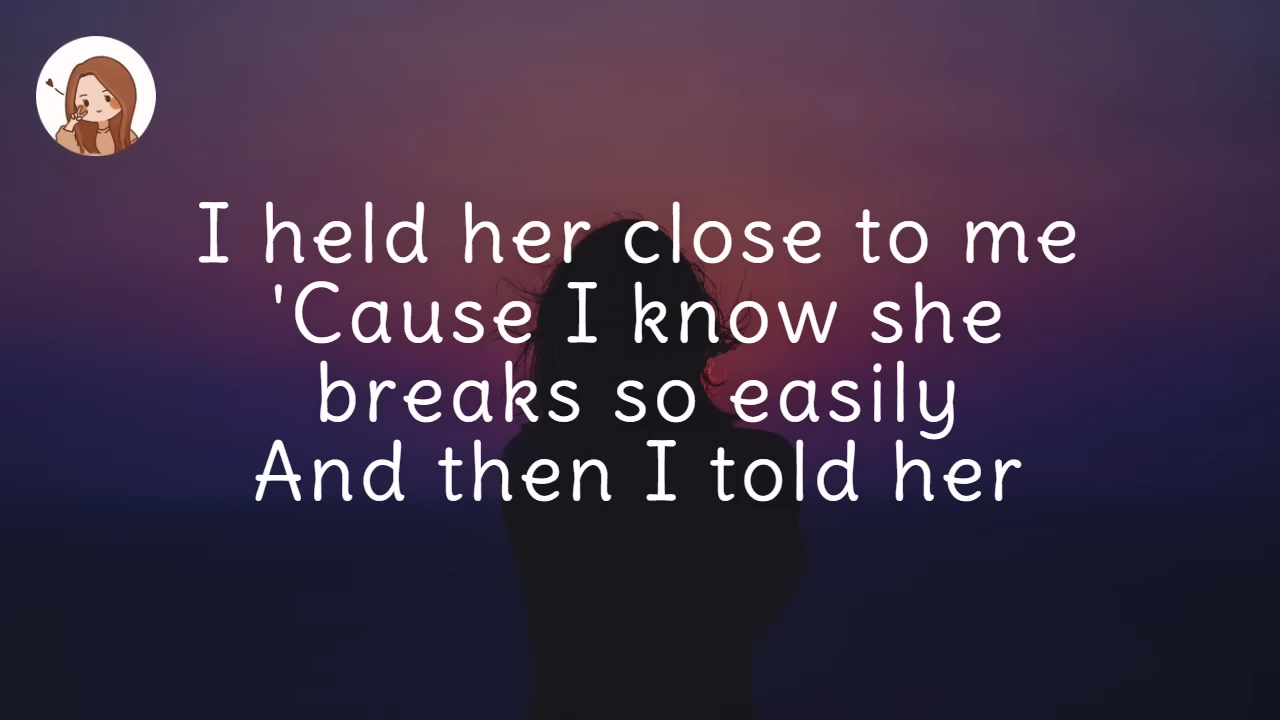 I held her close to me
'Cause I know she
breaks so easily
And then I told her